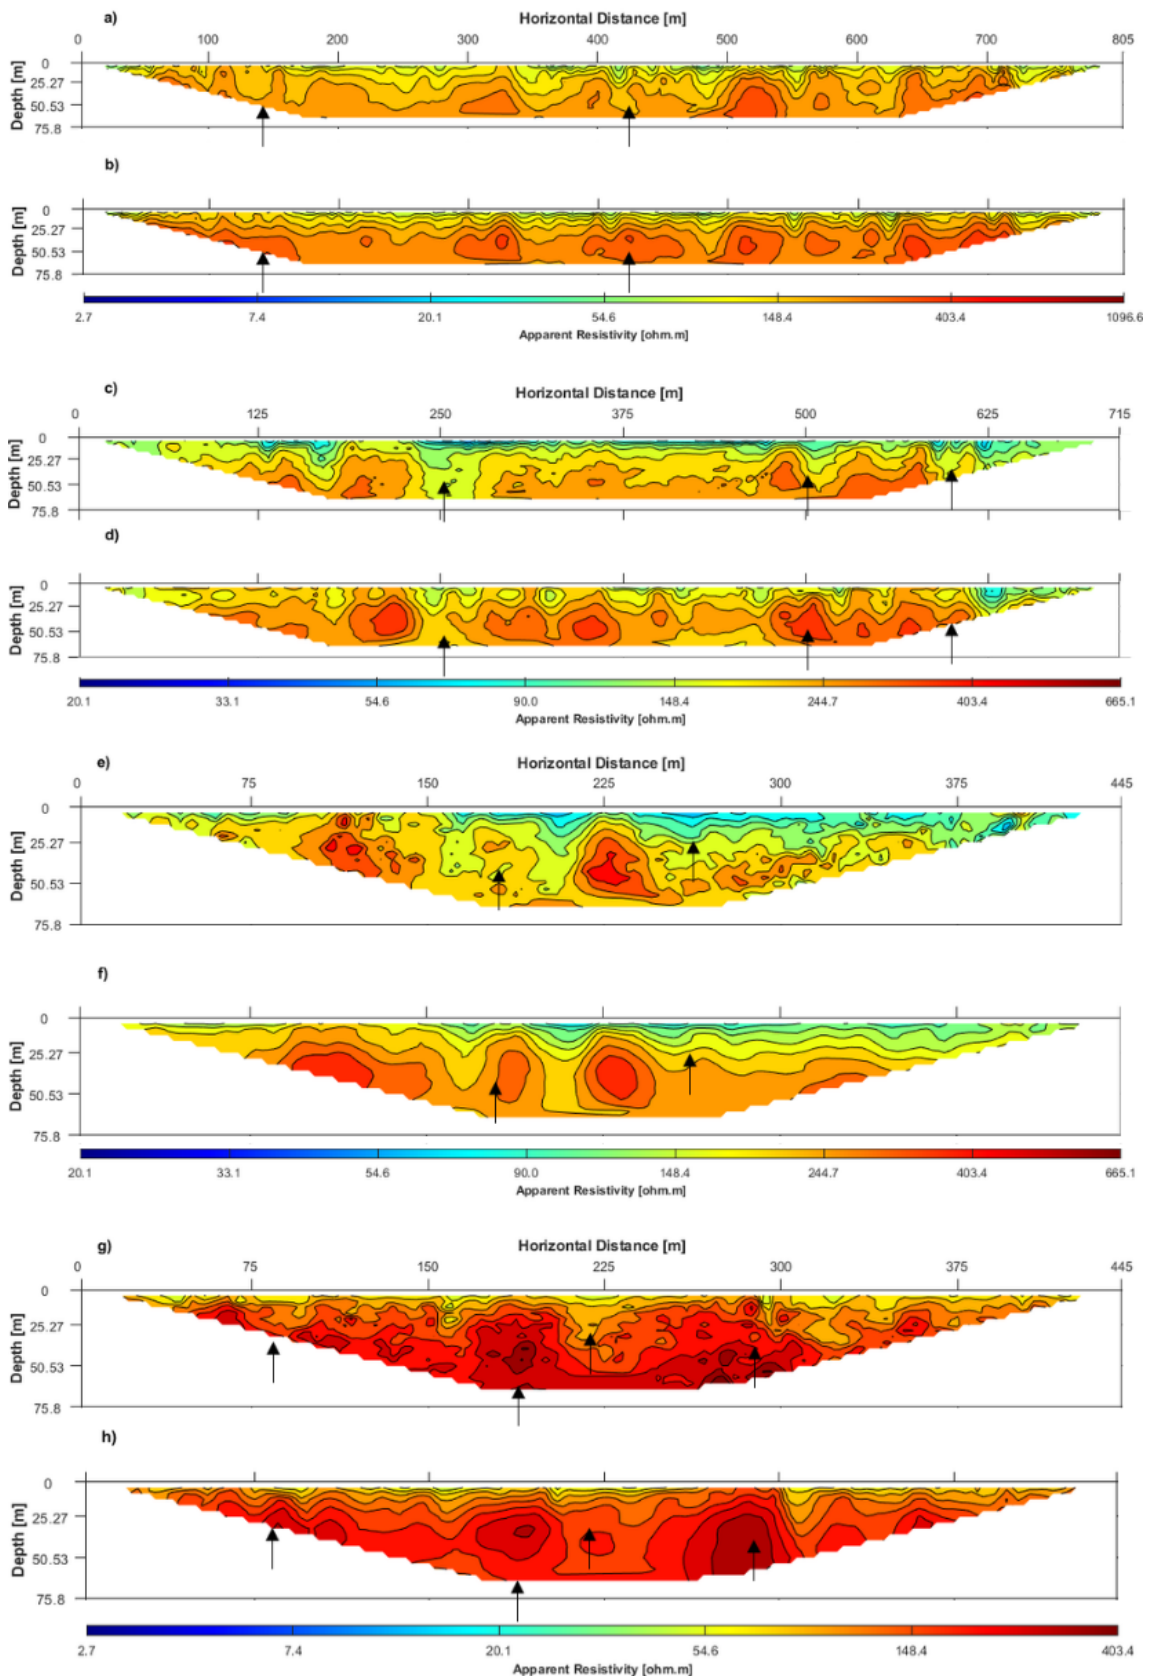 a)
Horizontal Distance [m]
0 100 200 300 400 500 600 700 805
Depth [m]
0
25.27
50.53
75.8
b)
Depth [m]
0
25.27
50.53
75.8
2.7 7.4 20.1 54.6 148.4 403.4 1096.6
Apparent Resistivity [ohm.m]
c)
Horizontal Distance [m]
0 125 250 375 500 625 715
Depth [m]
0
25.27
50.53
75.8
d)
Depth [m]
0
25.27
50.53
75.8
20.1 33.1 54.6 90.0 148.4 244.7 403.4 665.1
Apparent Resistivity [ohm.m]
e)
Horizontal Distance [m]
0 75 150 225 300 375 445
Depth [m]
0
25.27
50.53
75.8
f)
Depth [m]
0
25.27
50.53
75.8
20.1 33.1 54.6 90.0 148.4 244.7 403.4 665.1
Apparent Resistivity [ohm.m]
g)
Horizontal Distance [m]
0 75 150 225 300 375 445
Depth [m]
0
25.27
50.53
75.8
h)
Depth [m]
0
25.27
50.53
75.8
2.7 7.4 20.1 54.6 148.4 403.4
Apparent Resistivity [ohm.m]